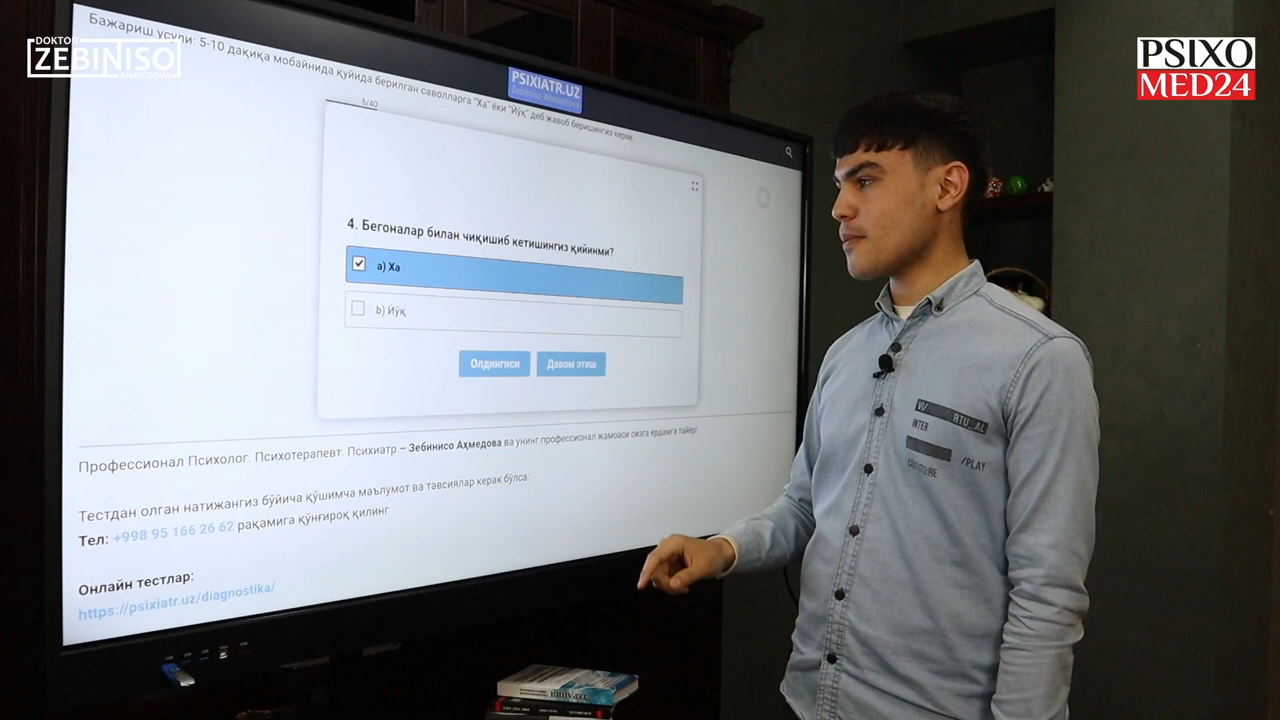 DOKTOR
ZEBINISO
AHMEDOVA
PSIXO
MED24
Бажариш усули: 5-10 дақиқа мобайнида қуйида берилган саволларга "Ха" ёки "Йўқ" деб жавоб беришингиз керак.
PSIXIATR.UZ
Zebiniso Ahmedova
5/40
4. Бегоналар билан чиқишиб кетишингиз қийинми?
a) Ха
b) Йўқ
Олдингиси
Давом этиш
Профессионал Психолог. Психотерапевт. Психиатр – Зебинисо Аҳмедова ва унинг профессионал жамоаси сизга ёрдамга тайёр!
Тестдан олган натижангиз бўйича қўшимча маълумот ва тавсиялар керак бўлса:
Тел: +998 95 166 26 62 рақамига қўнғироқ қилинг
Онлайн тестлар:
https://psixiatr.uz/diagnostika/
VI/
RTU_AL
INTER
/PLAY